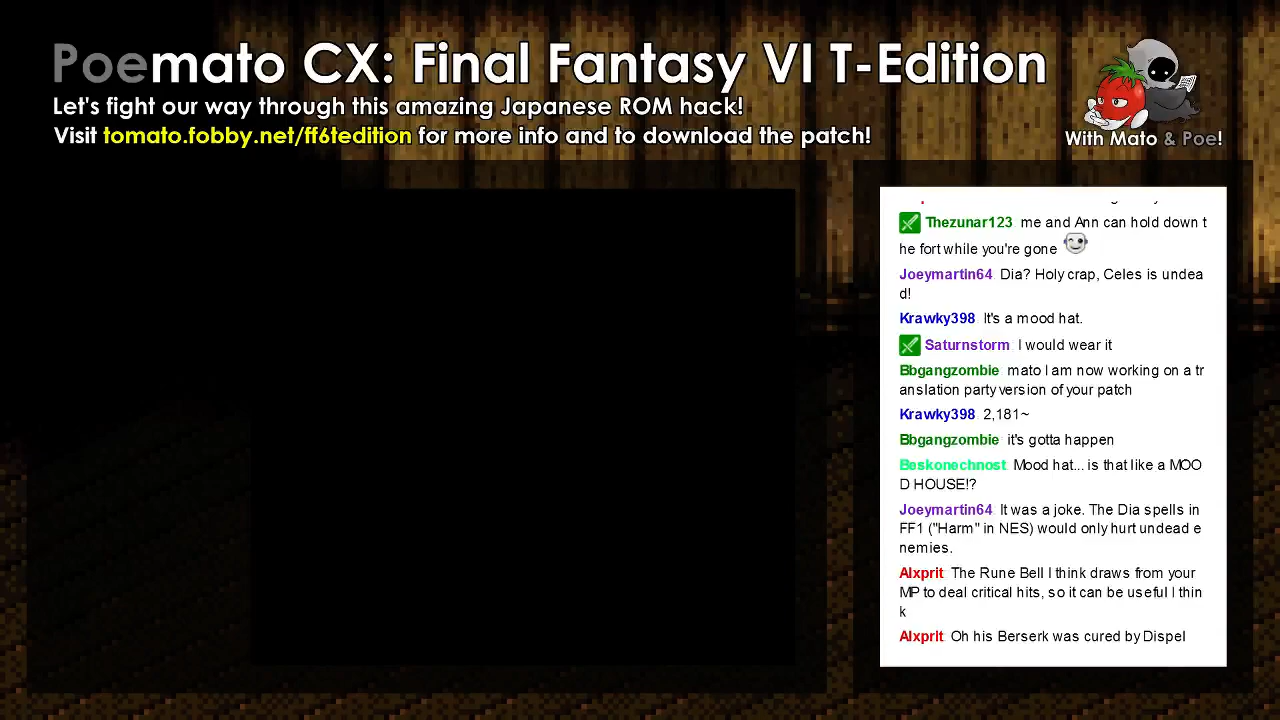 Poemato CX: Final Fantasy VI T-Edition
Let's fight our way through this amazing Japanese ROM hack!
Visit tomato.fobby.net/ff6tedition for more info and to download the patch!
With Mato & Poe!
Thezunar123 me and Ann can hold down t
he fort while you're gone
Joeymartin64 Dia? Holy crap, Celes is undea
d!
Krawky398 It's a mood hat.
Saturnstorm I would wear it
Bbgangzombie mato I am now working on a tr
anslation party version of your patch
Krawky398 2,181~
Bbgangzombie it's gotta happen
Beskonechnost Mood hat... is that like a MOO
D HOUSE!?
Joeymartin64 It was a joke. The Dia spells in
FF1 ("Harm" in NES) would only hurt undead e
nemies.
Alxprit The Rune Bell I think draws from your
MP to deal critical hits, so it can be useful I thin
k
Alxprit Oh his Berserk was cured by Dispel